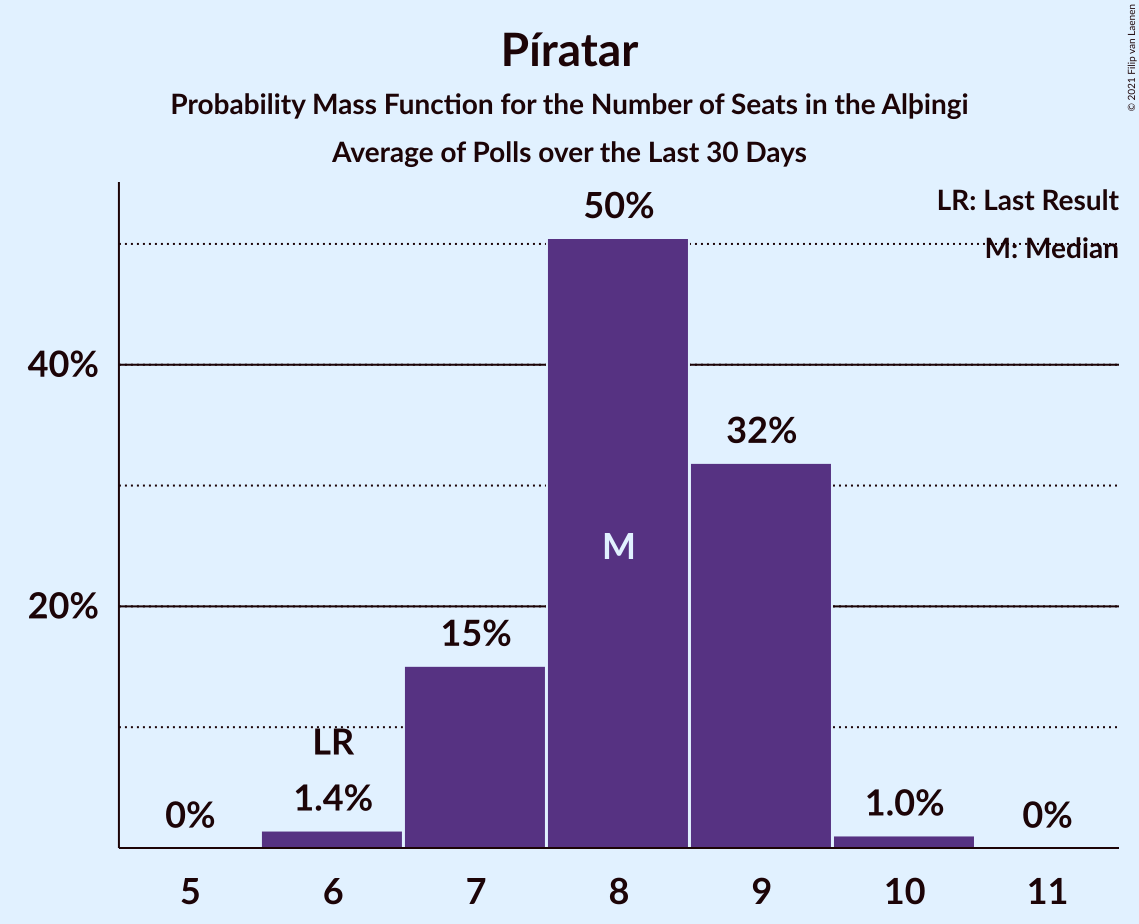 Píratar
Probability Mass Function for the Number of Seats in the Alþingi
Average of Polls over the Last 30 Days
© 2021 Filip van Laenen
LR: Last Result
M: Median
50%
40%
32%
M
20%
15%
LR
1.4%
0%
1.0%
0%
5 6 7 8 9 10 11